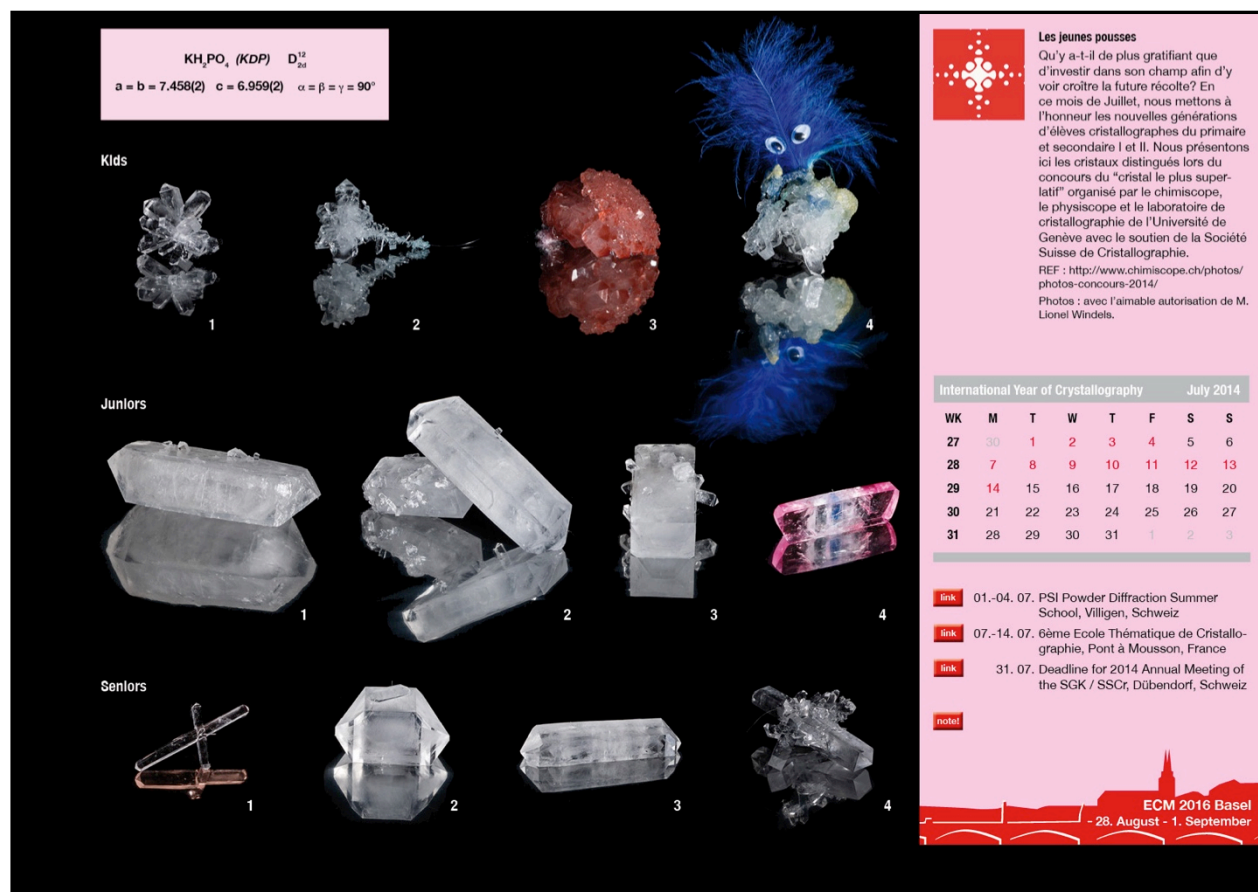 KH₂PO₄ (KDP) D¹²₂d
a = b = 7.458(2) c = 6.959(2) α = β = γ = 90°
Kids
1
2
3
4
Juniors
1
2
3
4
Seniors
1
2
3
4
Les jeunes pousses
Qu'y a-t-il de plus gratifiant que
d'investir dans son champ afin d'y
voir croître la future récolte? En
ce mois de Juillet, nous mettons à
l'honneur les nouvelles générations
d'élèves cristallographes du primaire
et secondaire I et II. Nous présentons
ici les cristaux distingués lors du
concours du "cristal le plus super-
latif" organisé par le chimiscope,
le physiscope et le laboratoire de
cristallographie de l'Université de
Genève avec le soutien de la Société
Suisse de Cristallographie.
REF : http://www.chimiscope.ch/photos/
photos-concours-2014/
Photos : avec l'aimable autorisation de M.
Lionel Windels.
International Year of Crystallography July 2014
WK M T W T F S S
27 30 1 2 3 4 5 6
28 7 8 9 10 11 12 13
29 14 15 16 17 18 19 20
30 21 22 23 24 25 26 27
31 28 29 30 31 1 2 3
link 01.-04. 07. PSI Powder Diffraction Summer
School, Villigen, Schweiz
link 07.-14. 07. 6ème Ecole Thématique de Cristallo-
graphie, Pont à Mousson, France
link 31. 07. Deadline for 2014 Annual Meeting of
the SGK / SSCr, Dübendorf, Schweiz
note!
ECM 2016 Basel
- 28. August - 1. September